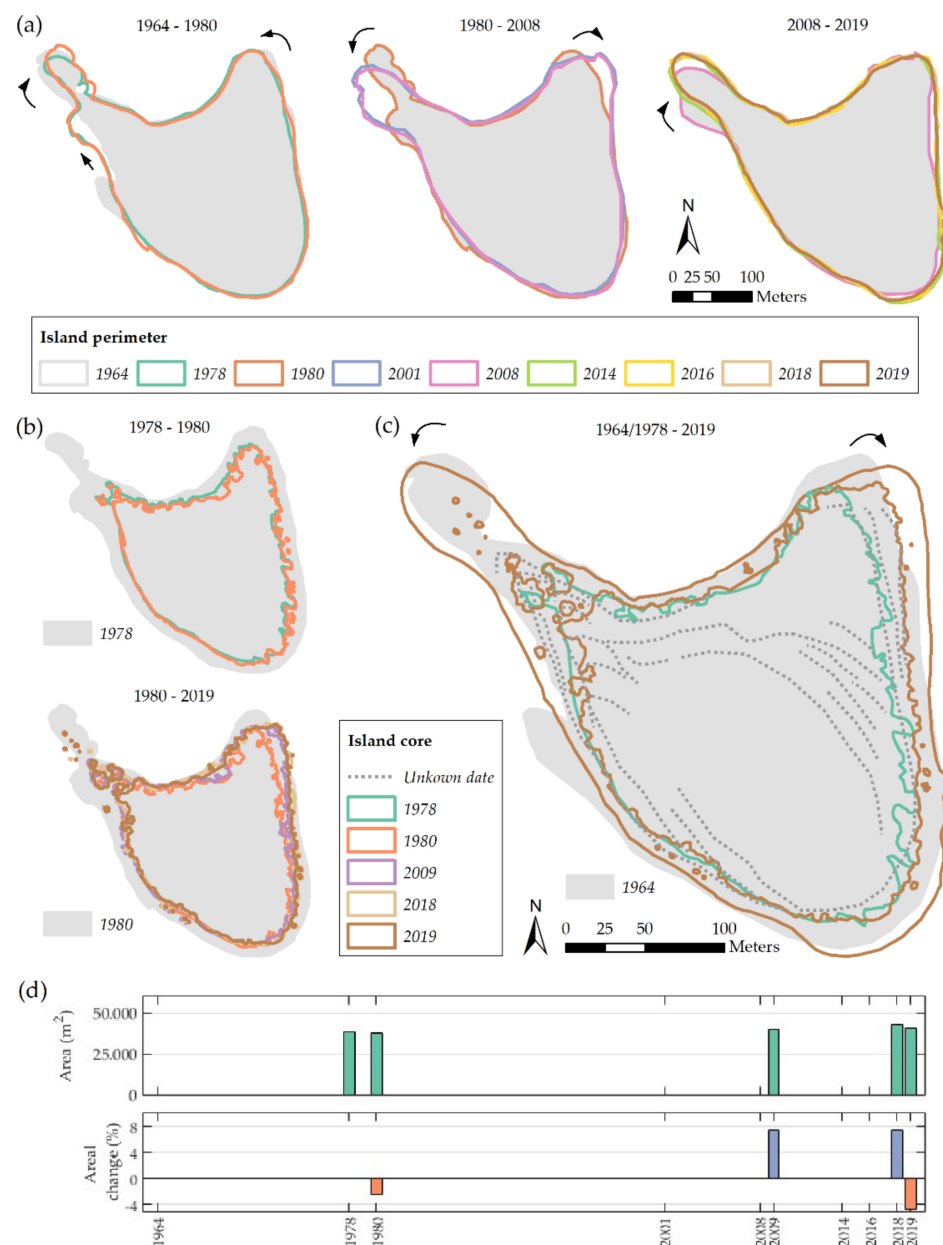 (a)
1964 - 1980
1980 - 2008
2008 - 2019
N
0 25 50 100
Meters
Island perimeter
1964 1978 1980 2001 2008 2014 2016 2018 2019
(b)
1978 - 1980
1978
1980 - 2019
1980
(c)
1964/1978 - 2019
Island core
Unkown date
1978
1980
2009
2018
2019
1964
N
0 25 50 100
Meters
(d)
Area (m2)
50.000
25.000
0
Areal
change (%)
8
4
0
-4
1964
1978
1980
2001
2008
2009
2014
2016
2018
2019